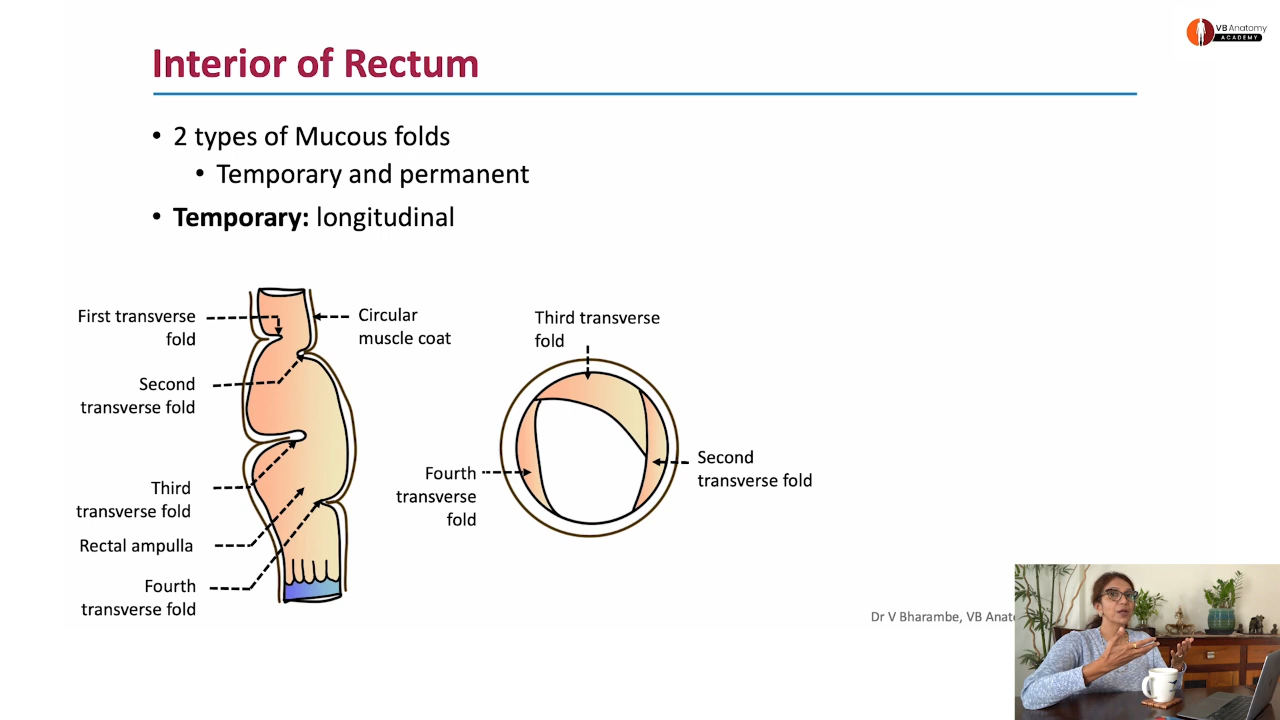 VB Anatomy
ACADEMY
Interior of Rectum
• 2 types of Mucous folds
• Temporary and permanent
• Temporary: longitudinal
First transverse
fold
Circular
muscle coat
Second
transverse fold
Third
transverse fold
Rectal ampulla
Fourth
transverse fold
Third transverse
fold
Fourth
transverse
fold
Second
transverse fold
Dr V Bharambe, VB